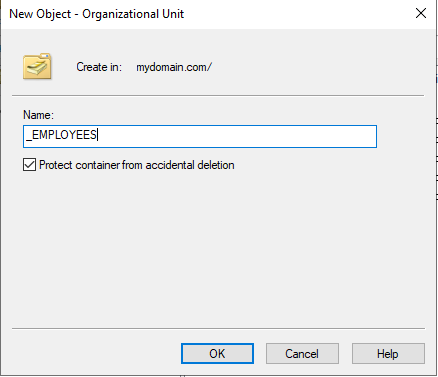 New Object - Organizational Unit
Create in: mydomain.com/
Name:
_EMPLOYEES
Protect container from accidental deletion
OK Cancel Help